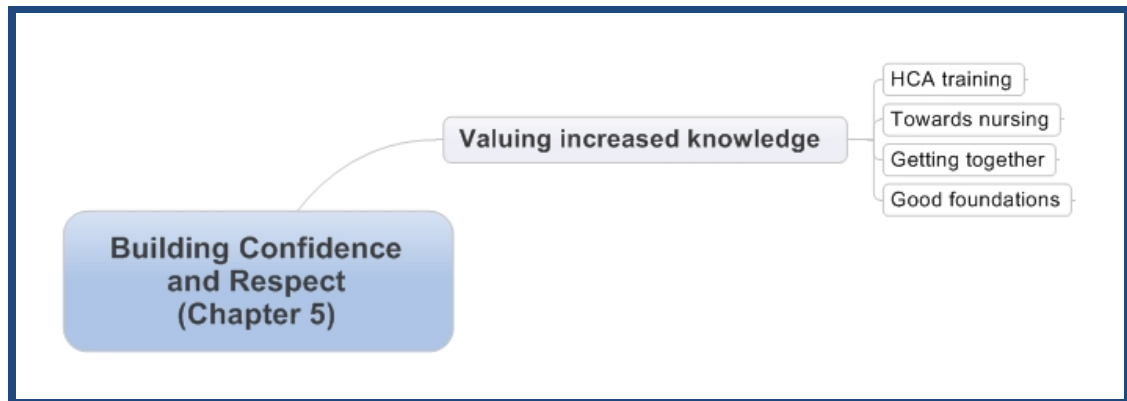 HCA training
Towards nursing
Valuing increased knowledge
Getting together
Good foundations
Building Confidence
and Respect
(Chapter 5)